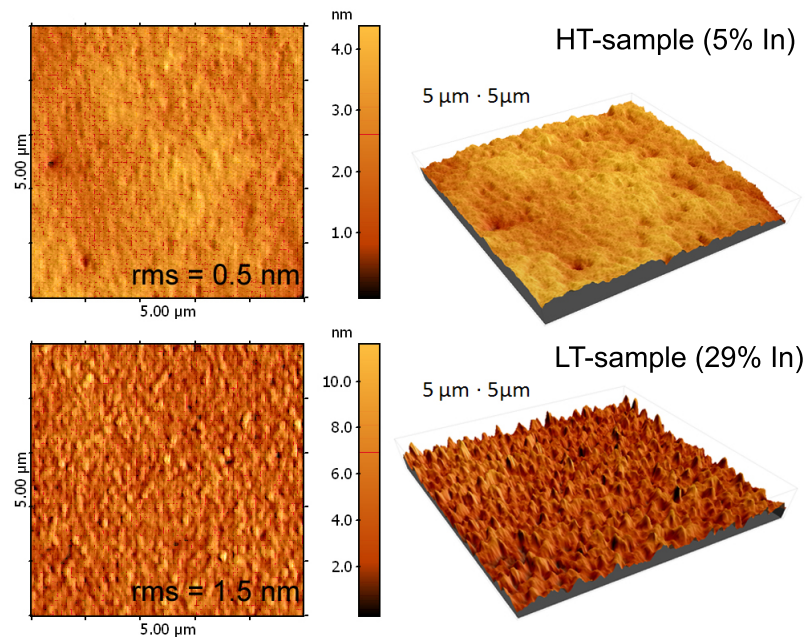 nm
4.0
3.0
2.0
1.0
5.00 µm
5.00 µm
rms = 0.5 nm
HT-sample (5% In)
5 µm · 5µm
nm
10.0
8.0
6.0
4.0
2.0
5.00 µm
5.00 µm
rms = 1.5 nm
LT-sample (29% In)
5 µm · 5µm